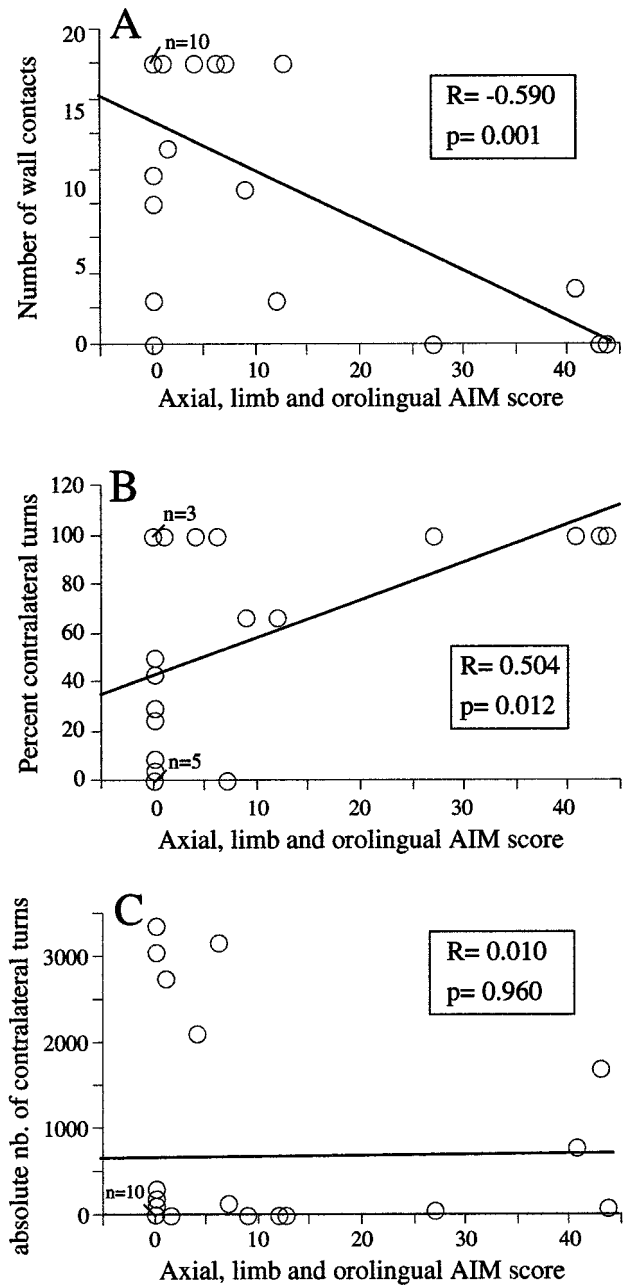 A
20
15
10
5
0
n=10
R= -0.590
p= 0.001
Number of wall contacts
0 10 20 30 40
Axial, limb and orolingual AIM score
B
120
100
80
60
40
20
0
n=3
n=5
R= 0.504
p= 0.012
Percent contralateral turns
0 10 20 30 40
Axial, limb and orolingual AIM score
C
3000
2000
1000
0
n=10
R= 0.010
p= 0.960
absolute nb. of contralateral turns
0 10 20 30 40
Axial, limb and orolingual AIM score